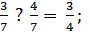 3/7 ? 4/7 = 3/4;